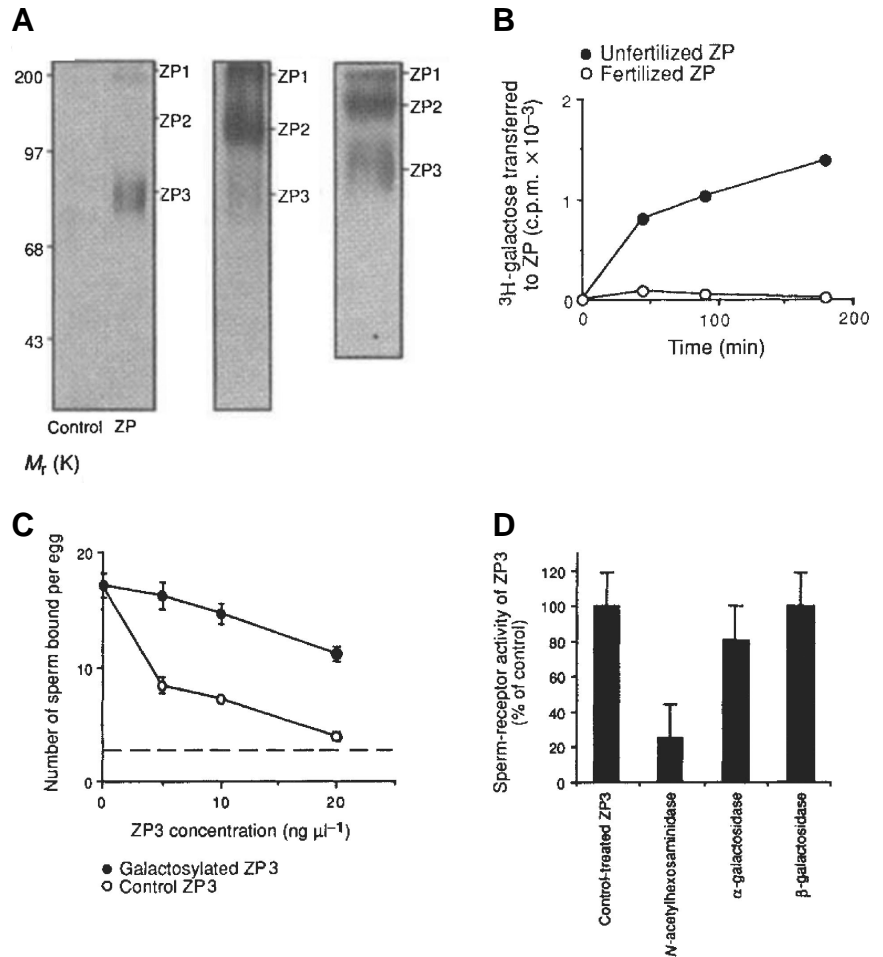 A
200
97
68
43
ZP1
ZP2
ZP3
ZP1
ZP2
ZP3
ZP1
ZP2
ZP3
Control ZP
Mr (K)
B
● Unfertilized ZP
○ Fertilized ZP
³H-galactose transferred
to ZP (c.p.m. × 10⁻³)
2
1
0
0 100 200
Time (min)
C
Number of sperm bound per egg
20
10
0
0 10 20
ZP3 concentration (ng μl⁻¹)
● Galactosylated ZP3
○ Control ZP3
D
Sperm-receptor activity of ZP3
(% of control)
120
100
80
60
40
20
0
Control-treated ZP3
N-acetylhexosaminidase
α-galactosidase
β-galactosidase